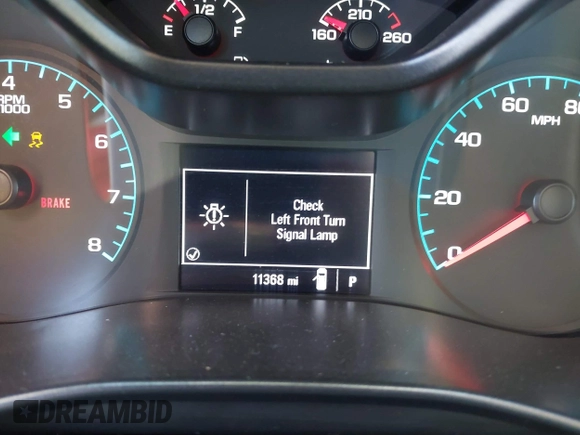 1/2
E
F
210
160
260
4
5
RPM
1000
6
7
8
BRAKE
Check
Left Front Turn
Signal Lamp
11368 mi
P
0
20
40
60
80
MPH
DREAMBID